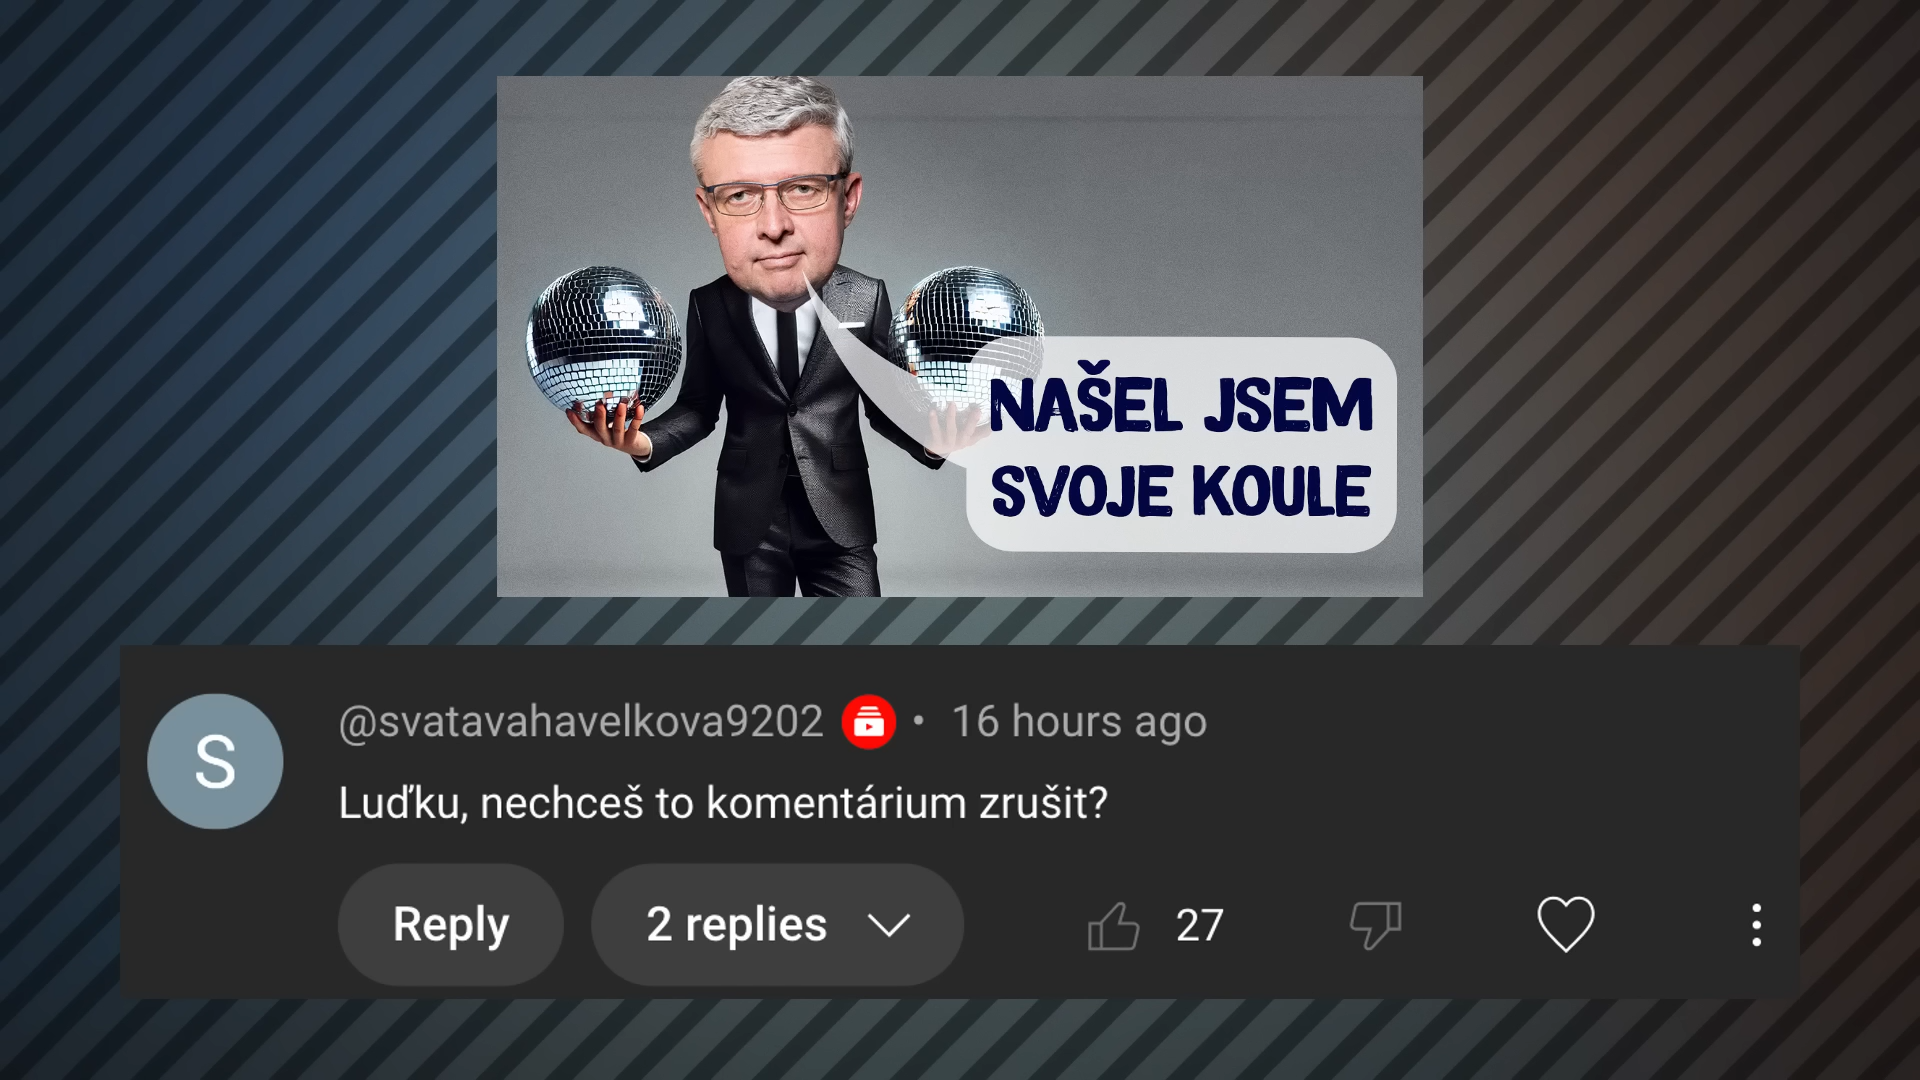 NAŠEL JSEM
SVOJE KOULE
S
@svatavahavelkova9202 • 16 hours ago
Luďku, nechceš to komentárium zrušit?
Reply
2 replies
27